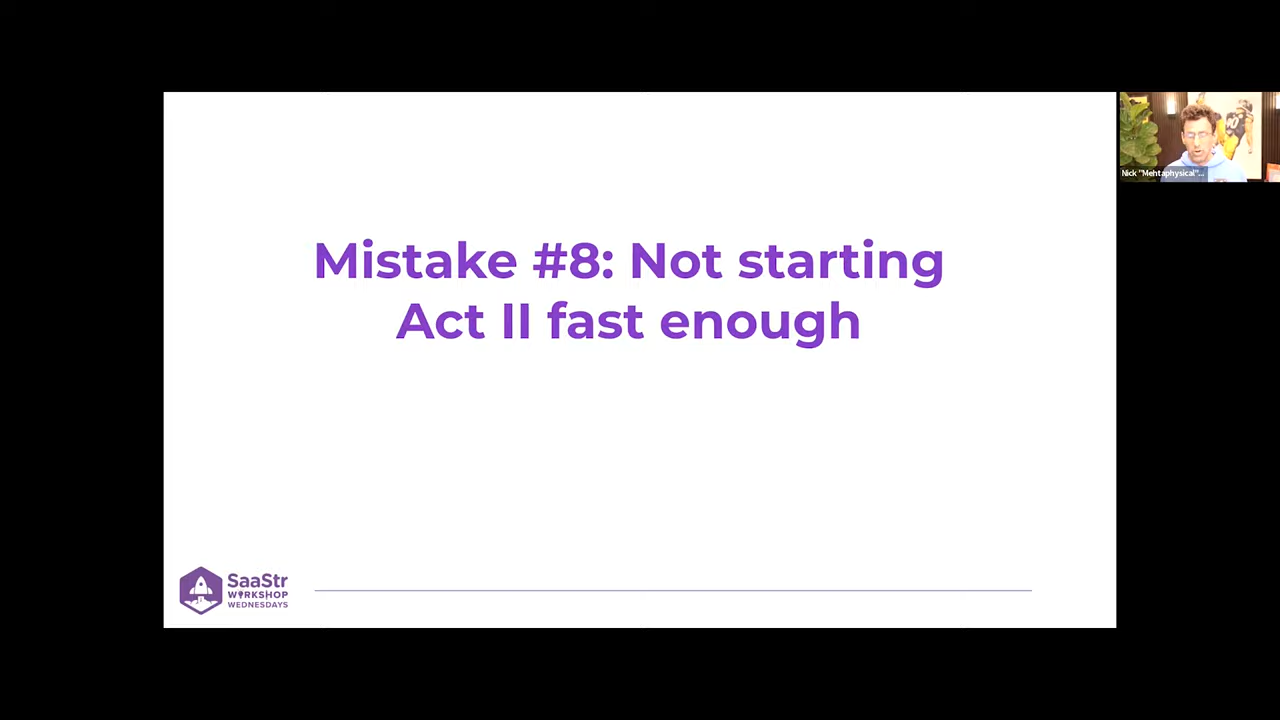 Mistake #8: Not starting
Act II fast enough
SaaStr
WORKSHOP
WEDNESDAYS
Nick "Mehtaphysical"...